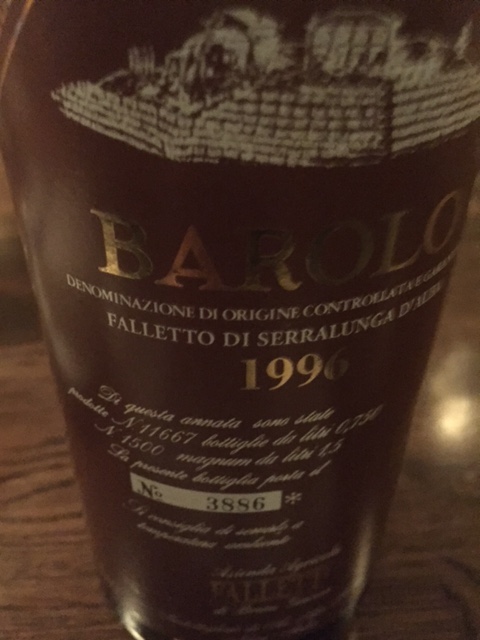 BAROLO
DENOMINAZIONE DI ORIGINE CONTROLLATA E
FALLETTO DI SERRALUNGA D'ALBA
1996
Di questa annata sono state
prodotte N. 11667 bottiglie da litri 0,750
N. 1500 magnum da litri 1,5
La presente bottiglia porta il
No 3886 *
Si consiglia di servirlo a
temperatura ambiente
Azienda Agricola
FALLETTO
di Bruno